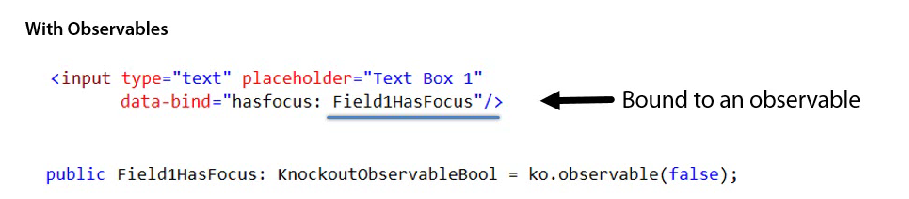 With Observables
<input type="text" placeholder="Text Box 1"
data-bind="hasfocus: Field1HasFocus"/>
Bound to an observable
public Field1HasFocus: KnockoutObservableBool = ko.observable(false);